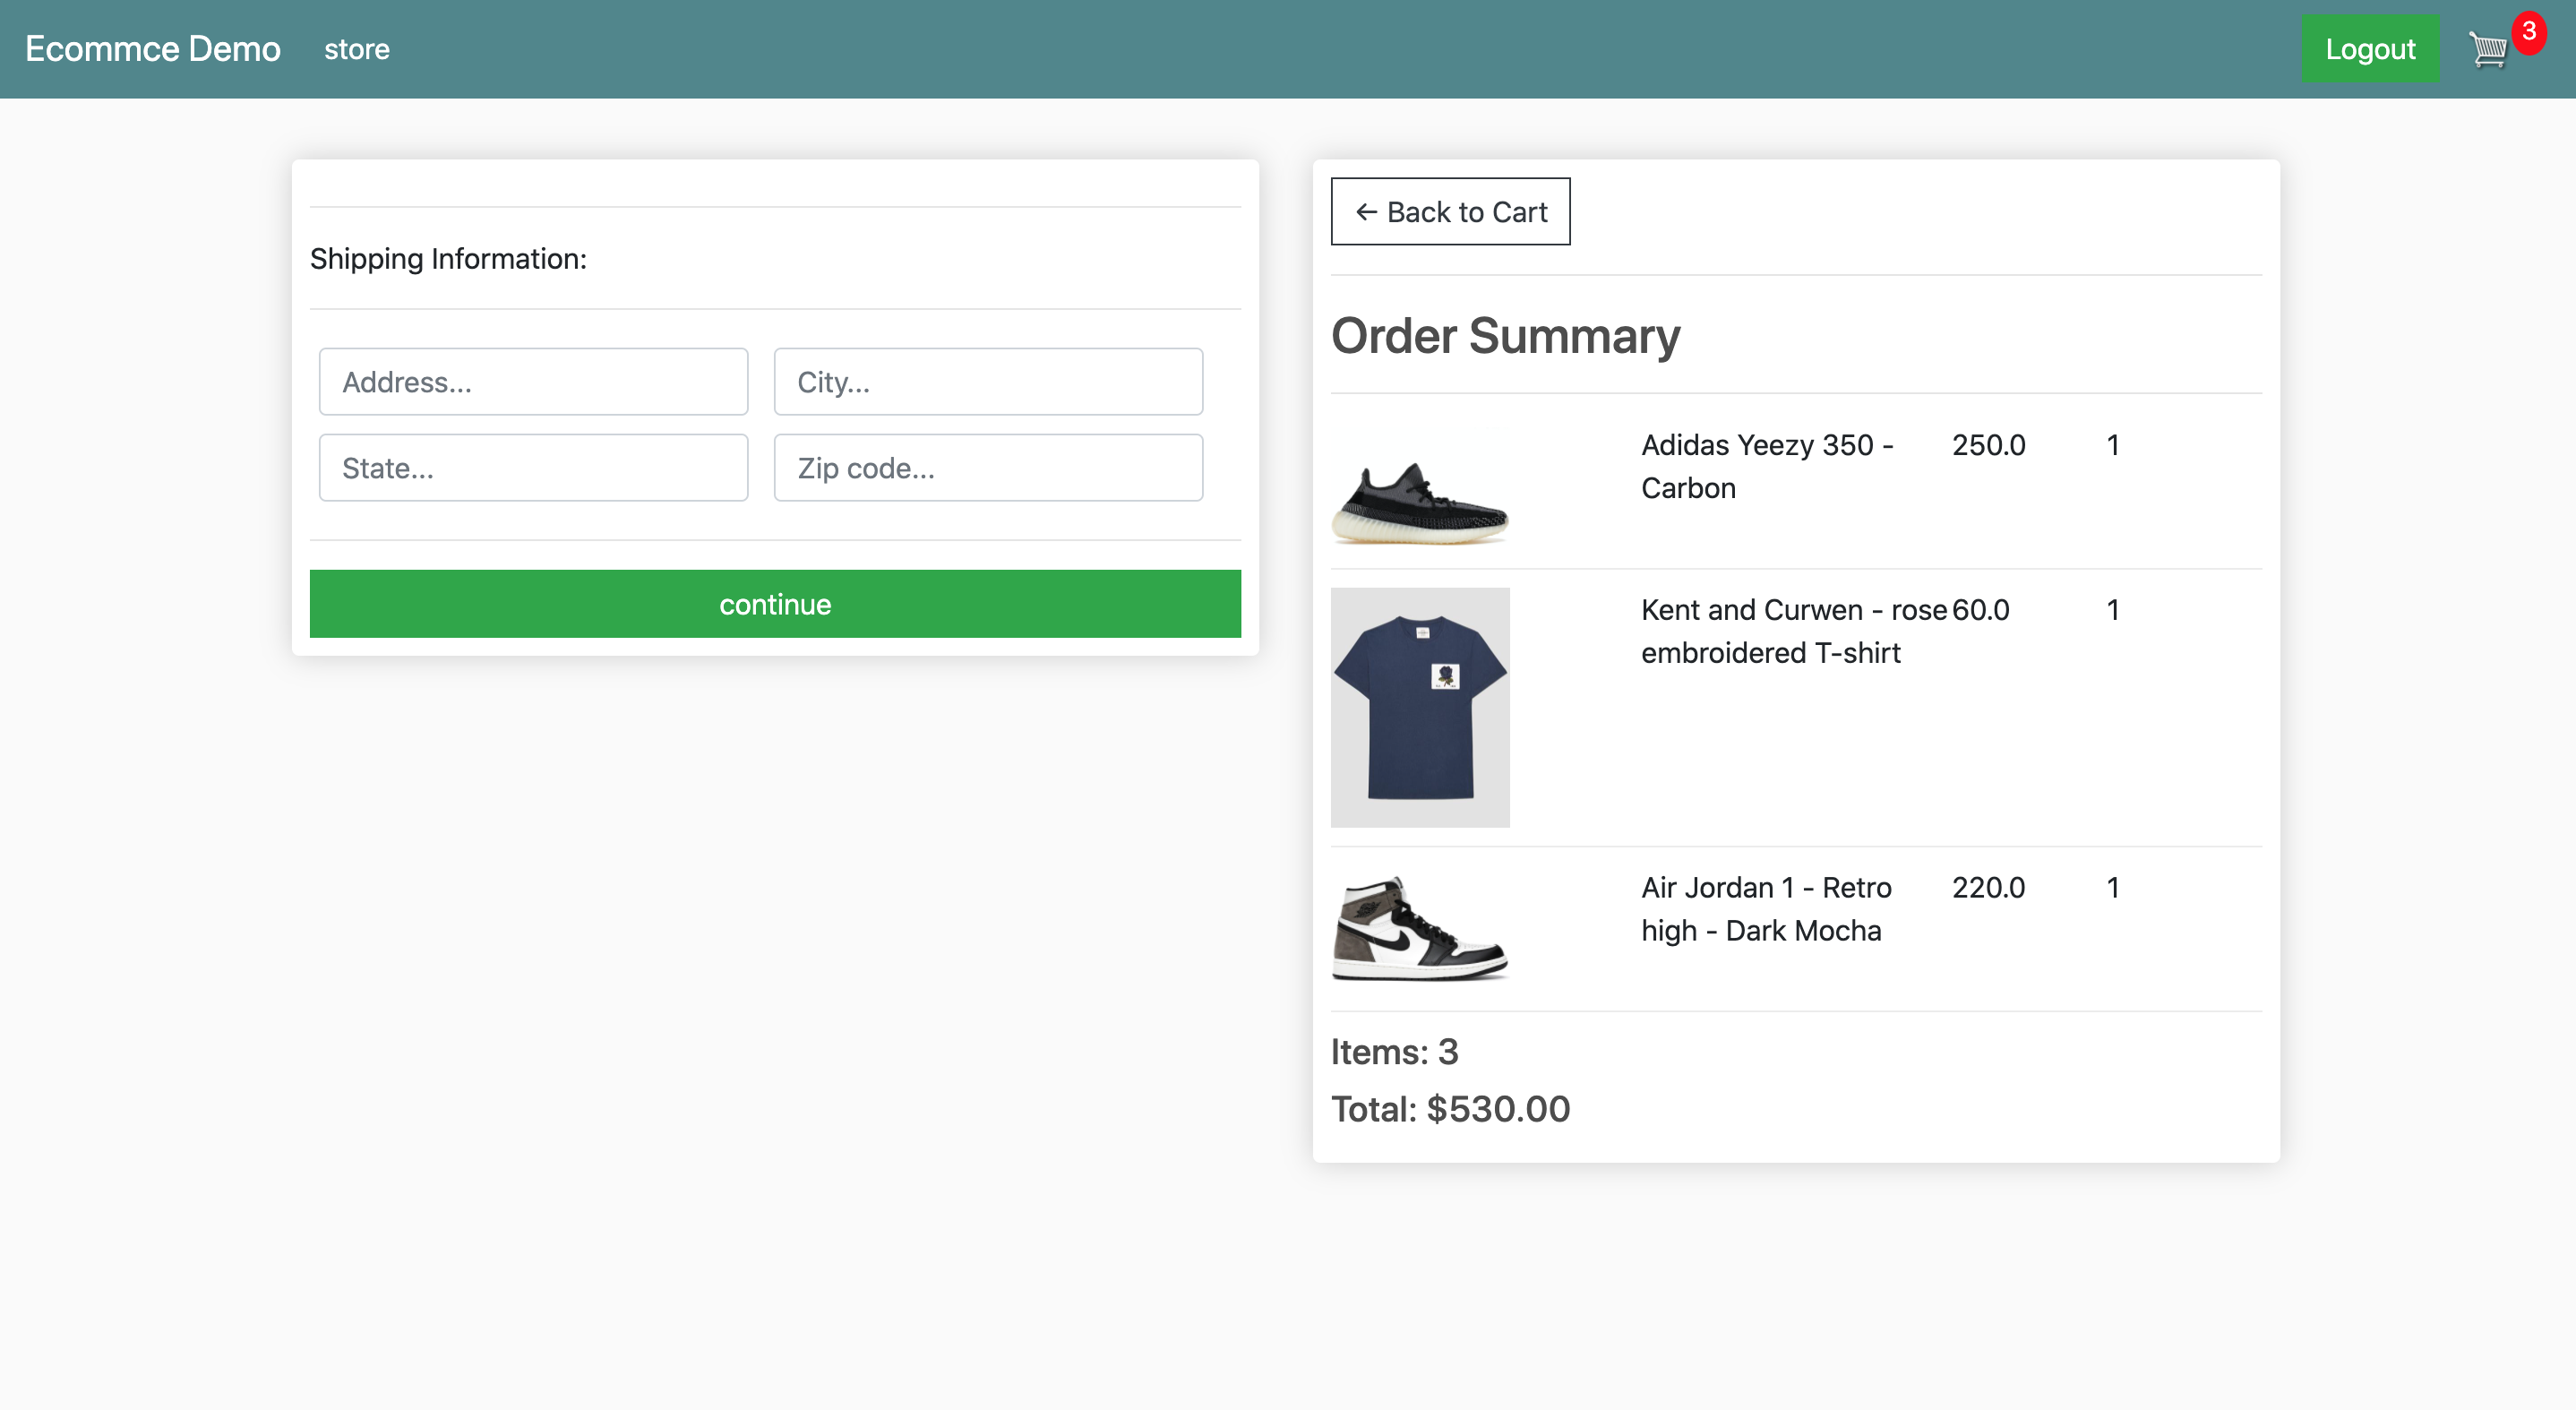 Ecommce Demo
store
Logout
3
Shipping Information:
Address...
City...
State...
Zip code...
continue
← Back to Cart
Order Summary
Adidas Yeezy 350 -
Carbon
250.0
1
Kent and Curwen - rose
embroidered T-shirt
60.0
1
Air Jordan 1 - Retro
high - Dark Mocha
220.0
1
Items: 3
Total: $530.00